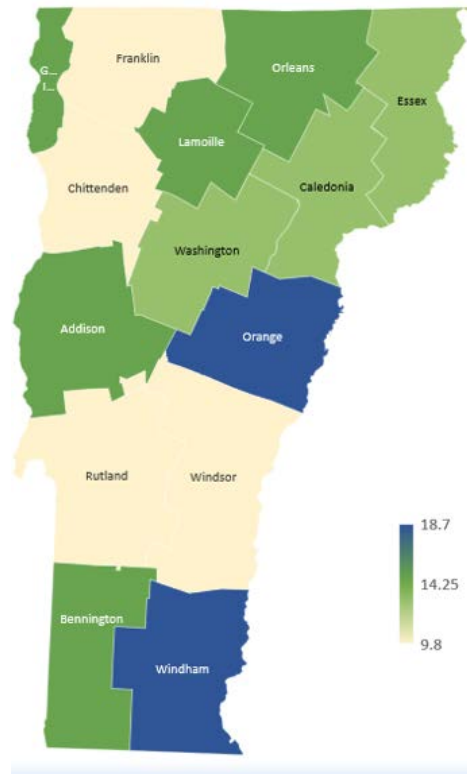 Franklin
Orleans
G...
I...
Essex
Lamoille
Chittenden
Caledonia
Washington
Addison
Orange
Rutland
Windsor
18.7
14.25
9.8
Bennington
Windham